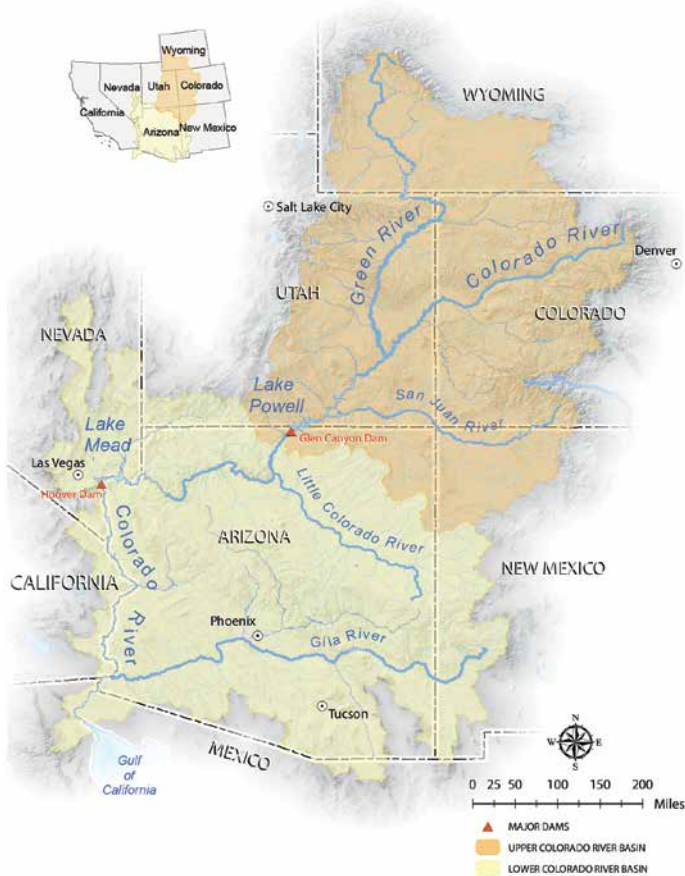 Wyoming
Nevada
Utah
Colorado
California
Arizona
New Mexico
WYOMING
Salt Lake City
Green River
Colorado River
Denver
UTAH
COLORADO
NEVADA
Lake
Powell
San Juan River
Lake
Mead
Glen Canyon Dam
Las Vegas
Hoover Dam
Little Colorado River
Colorado
River
ARIZONA
NEW MEXICO
CALIFORNIA
Phoenix
Gila River
Tucson
MEXICO
Gulf
of
California
N
W
E
S
0 25 50 100 150 200
Miles
MAJOR DAMS
UPPER COLORADO RIVER BASIN
LOWER COLORADO RIVER BASIN